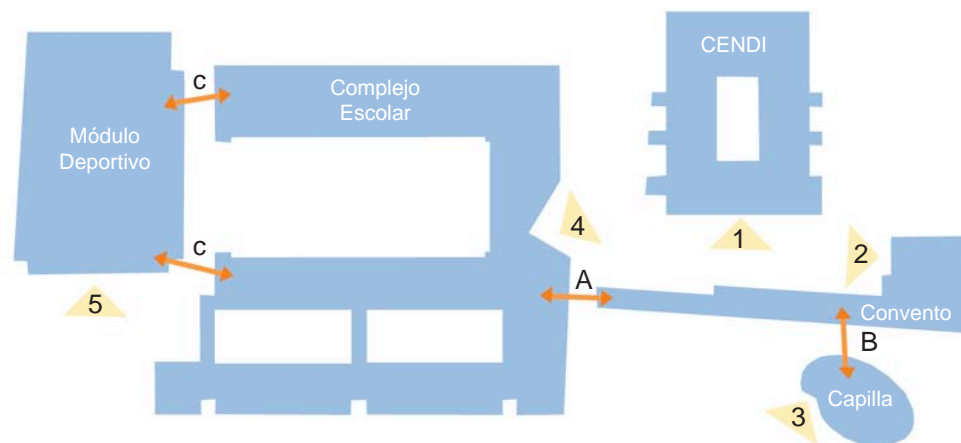 CENDI
c
Complejo
Escolar
Módulo
Deportivo
4
1
2
c
A
5
Convento
B
Capilla
3